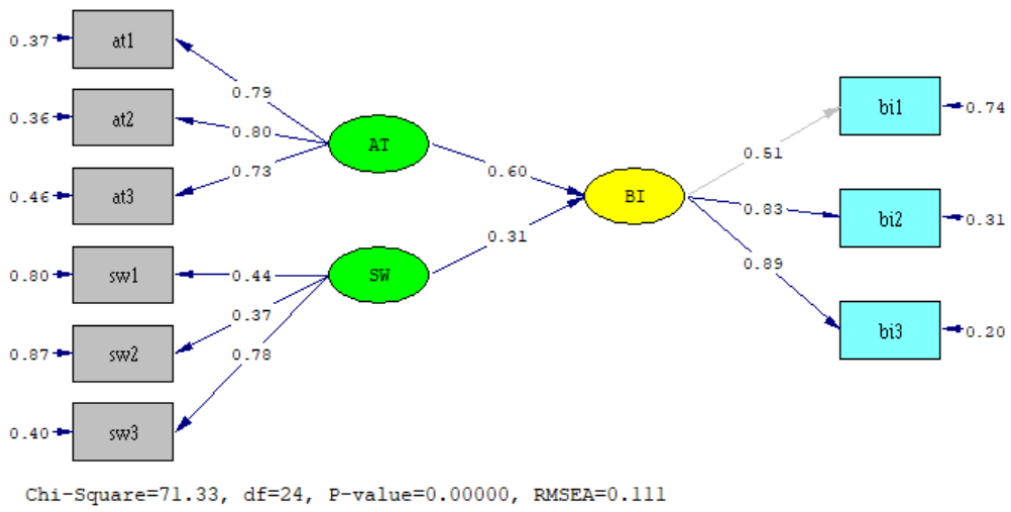 0.37 at1
0.79
0.36 at2
0.80
AT
0.73
0.46 at3
0.60
BI
0.31
0.80 sw1
0.44
SW
0.37
0.87 sw2
0.78
0.40 sw3
0.51
bi1 0.74
0.83
bi2 0.31
0.89
bi3 0.20
Chi-Square=71.33, df=24, P-value=0.00000, RMSEA=0.111